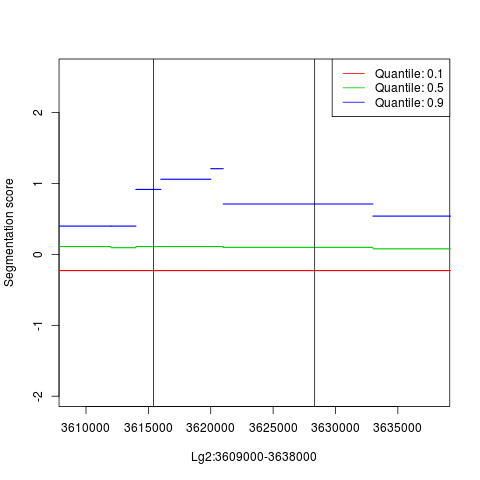 Quantile: 0.1
Quantile: 0.5
Quantile: 0.9
Segmentation score
2
1
0
-1
-2
3610000 3615000 3620000 3625000 3630000 3635000
Lg2:3609000-3638000